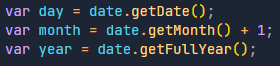 var day = date.getDate();
var month = date.getMonth() + 1;
var year = date.getFullYear();